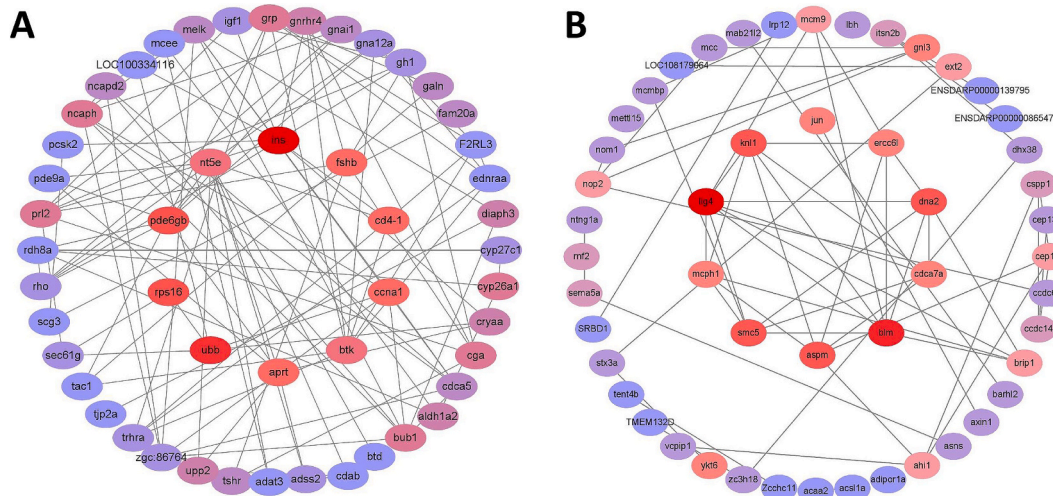 A
B
igf1
grp
gnrhr4
gnai1
gna12a
gh1
galn
fam20a
F2RL3
ednraa
diaph3
cyp27c1
cyp26a1
cryaa
cga
cdca5
aldh1a2
bub1
btd
cdab
adss2
adat3
tshr
upp2
zgc:86764
trhra
tjp2a
tac1
sec61g
scg3
rho
rdh8a
prl2
pde9a
pcsk2
ncaph
ncapd2
LOC100334116
mcee
melk
ins
fshb
cd4-1
ccna1
btk
aprt
ubb
rps16
pde6gb
nt5e
mcm9
lbh
itsn2b
gnl3
ext2
ENSDARP00000139795
ENSDARP00000086547
dhx38
cspp1
cep13
cep1
ccdc14
brip1
barhl2
axin1
asns
ahi1
adipor1a
acsl1a
acaa2
Zcchc11
zc3h18
ykt6
vcpip1
TMEM132D
tent4b
stx3a
SRBD1
sema5a
rnf2
ntng1a
nop2
nom1
mettl15
mcmbp
LOC108179064
mcc
mab21l2
lrp12
jun
ercc6l
dna2
cdca7a
blm
aspm
smc5
mcph1
lig4
knl1